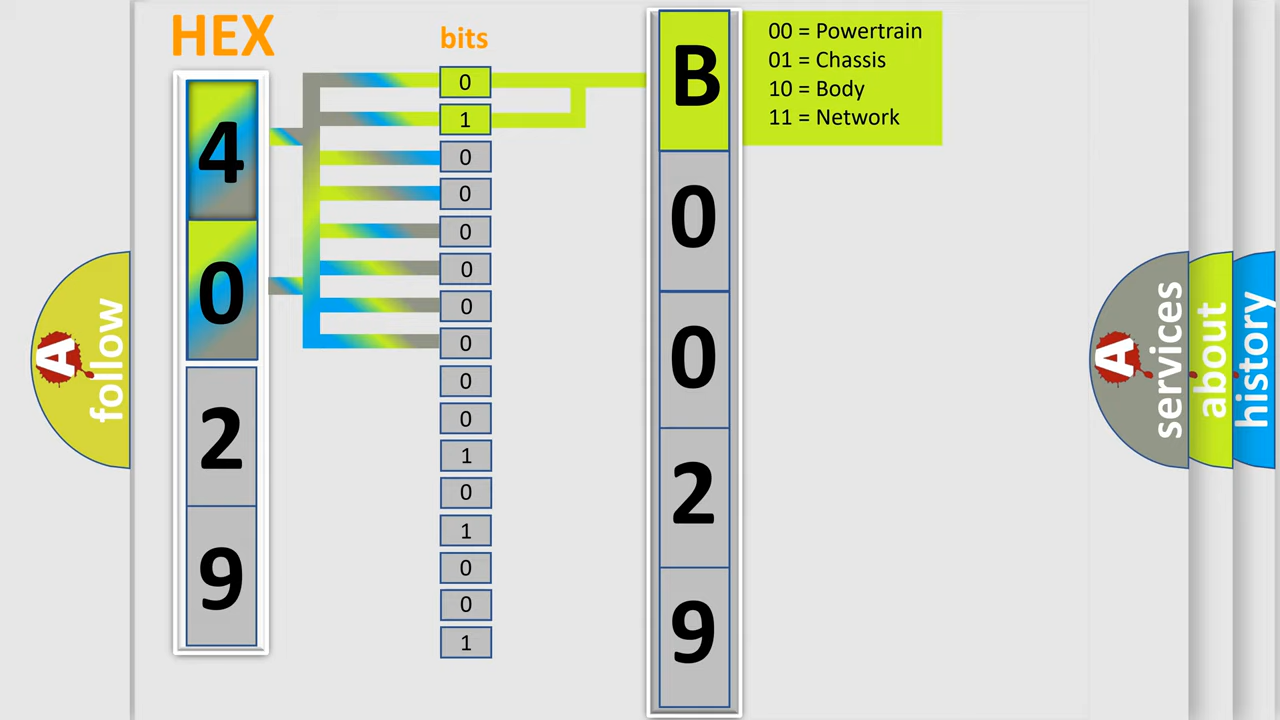 HEX
bits
4
0
2
9
0
1
0
0
0
0
0
0
0
0
1
0
1
0
0
1
B
0
0
2
9
00 = Powertrain
01 = Chassis
10 = Body
11 = Network
A
follow
A
services
about
history